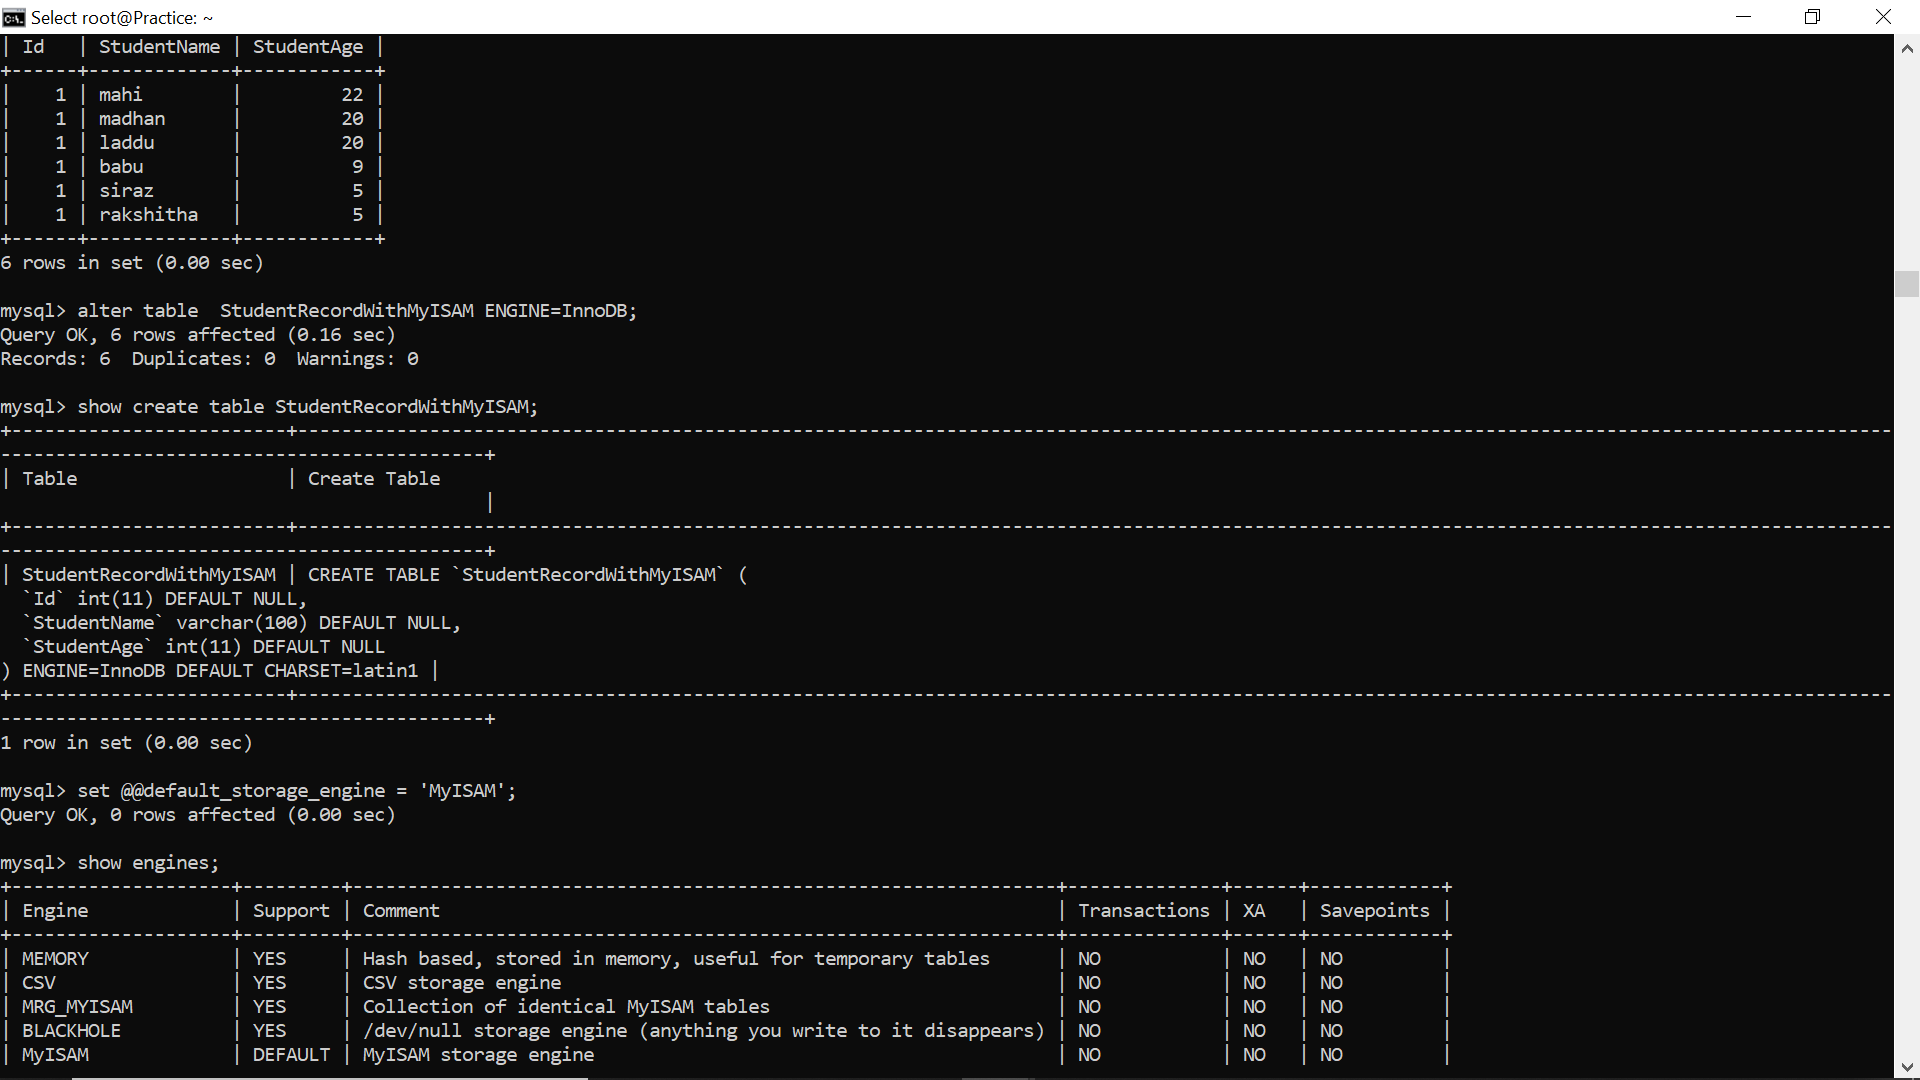 Select root@Practice: ~
| Id   | StudentName | StudentAge |
+------+-------------+------------+
|    1 | mahi        |         22 |
|    1 | madhan      |         20 |
|    1 | laddu       |         20 |
|    1 | babu        |          9 |
|    1 | siraz       |          5 |
|    1 | rakshitha   |          5 |
+------+-------------+------------+
6 rows in set (0.00 sec)
mysql> alter table  StudentRecordWithMyISAM ENGINE=InnoDB;
Query OK, 6 rows affected (0.16 sec)
Records: 6  Duplicates: 0  Warnings: 0
mysql> show create table StudentRecordWithMyISAM;
| Table                   | Create Table
|
| StudentRecordWithMyISAM | CREATE TABLE `StudentRecordWithMyISAM` (
  `Id` int(11) DEFAULT NULL,
  `StudentName` varchar(100) DEFAULT NULL,
  `StudentAge` int(11) DEFAULT NULL
) ENGINE=InnoDB DEFAULT CHARSET=latin1 |
1 row in set (0.00 sec)
mysql> set @@default_storage_engine = 'MyISAM';
Query OK, 0 rows affected (0.00 sec)
mysql> show engines;
+--------------------+---------+----------------------------------------------------------------+--------------+------+------------+
| Engine             | Support | Comment                                                        | Transactions | XA   | Savepoints |
+--------------------+---------+----------------------------------------------------------------+--------------+------+------------+
| MEMORY             | YES     | Hash based, stored in memory, useful for temporary tables      | NO           | NO   | NO         |
| CSV                | YES     | CSV storage engine                                             | NO           | NO   | NO         |
| MRG_MYISAM         | YES     | Collection of identical MyISAM tables                          | NO           | NO   | NO         |
| BLACKHOLE          | YES     | /dev/null storage engine (anything you write to it disappears) | NO           | NO   | NO         |
| MyISAM             | DEFAULT | MyISAM storage engine                                          | NO           | NO   | NO         |